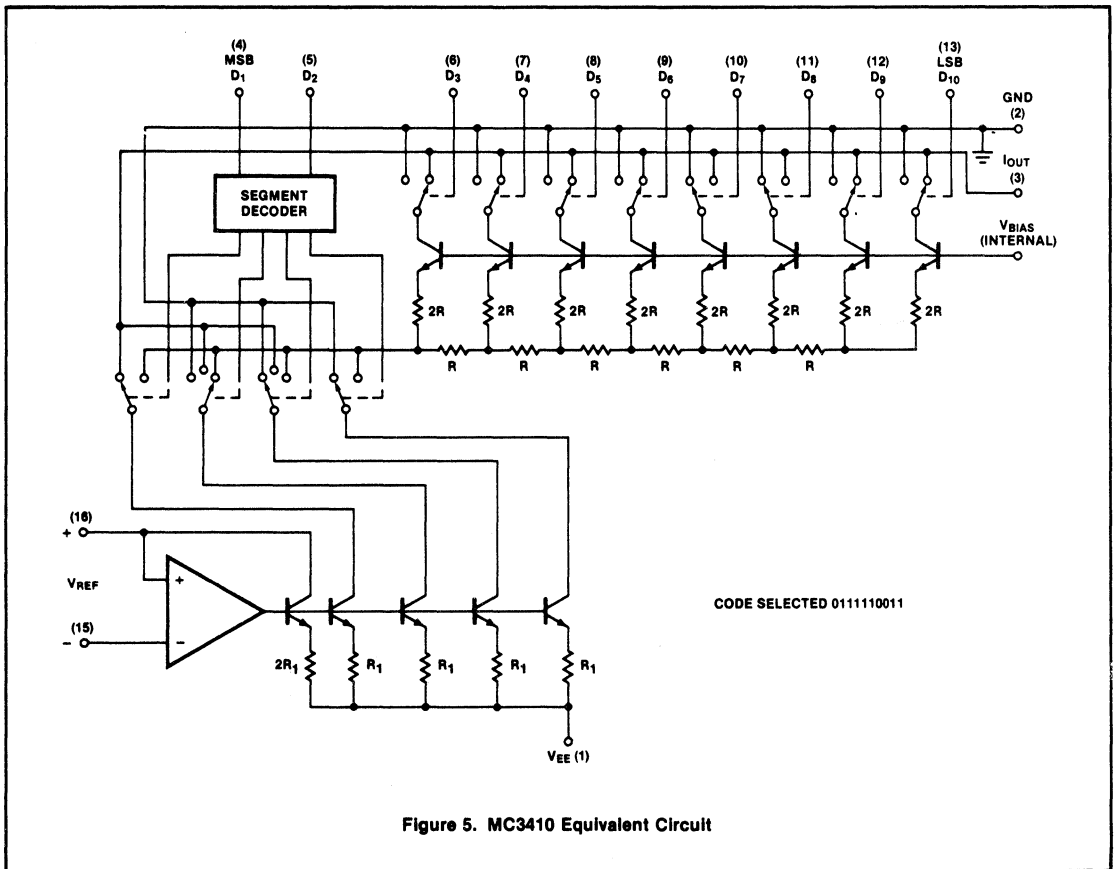 (4) (5) (6) (7) (8) (9) (10) (11) (12) (13)
MSB LSB
D1 D2 D3 D4 D5 D6 D7 D8 D9 D10
GND
(2)
IOUT
(3)
VBIAS
(INTERNAL)
SEGMENT
DECODER
2R 2R 2R 2R 2R 2R 2R 2R
R R R R R R
(16)
+
+
VREF
CODE SELECTED 0111110011
(15)
−
−
2R1 R1 R1 R1 R1
VEE (1)
Figure 5. MC3410 Equivalent Circuit